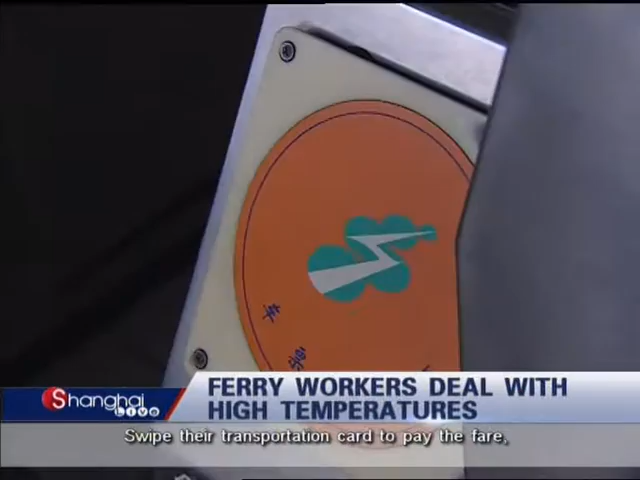 Shanghai
LIVE
FERRY WORKERS DEAL WITH
HIGH TEMPERATURES
Swipe their transportation card to pay the fare,